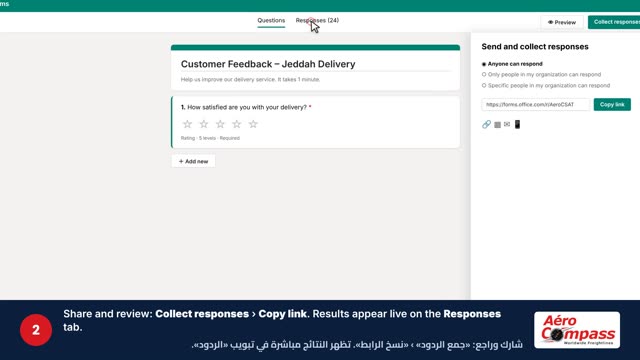 ms
Questions
Responses (24)
Preview
Collect responses
Customer Feedback – Jeddah Delivery
Help us improve our delivery service. It takes 1 minute.
1. How satisfied are you with your delivery? *
Rating · 5 levels · Required
+ Add new
Send and collect responses
Anyone can respond
Only people in my organization can respond
Specific people in my organization can respond
https://forms.office.com/r/AeroCSAT
Copy link
2
Share and review: Collect responses › Copy link. Results appear live on the Responses
tab.
شارك وراجع: «جمع الردود» › «نسخ الرابط». تظهر النتائج مباشرة في تبويب «الردود».
Aéro
Compass
Worldwide Freightlines